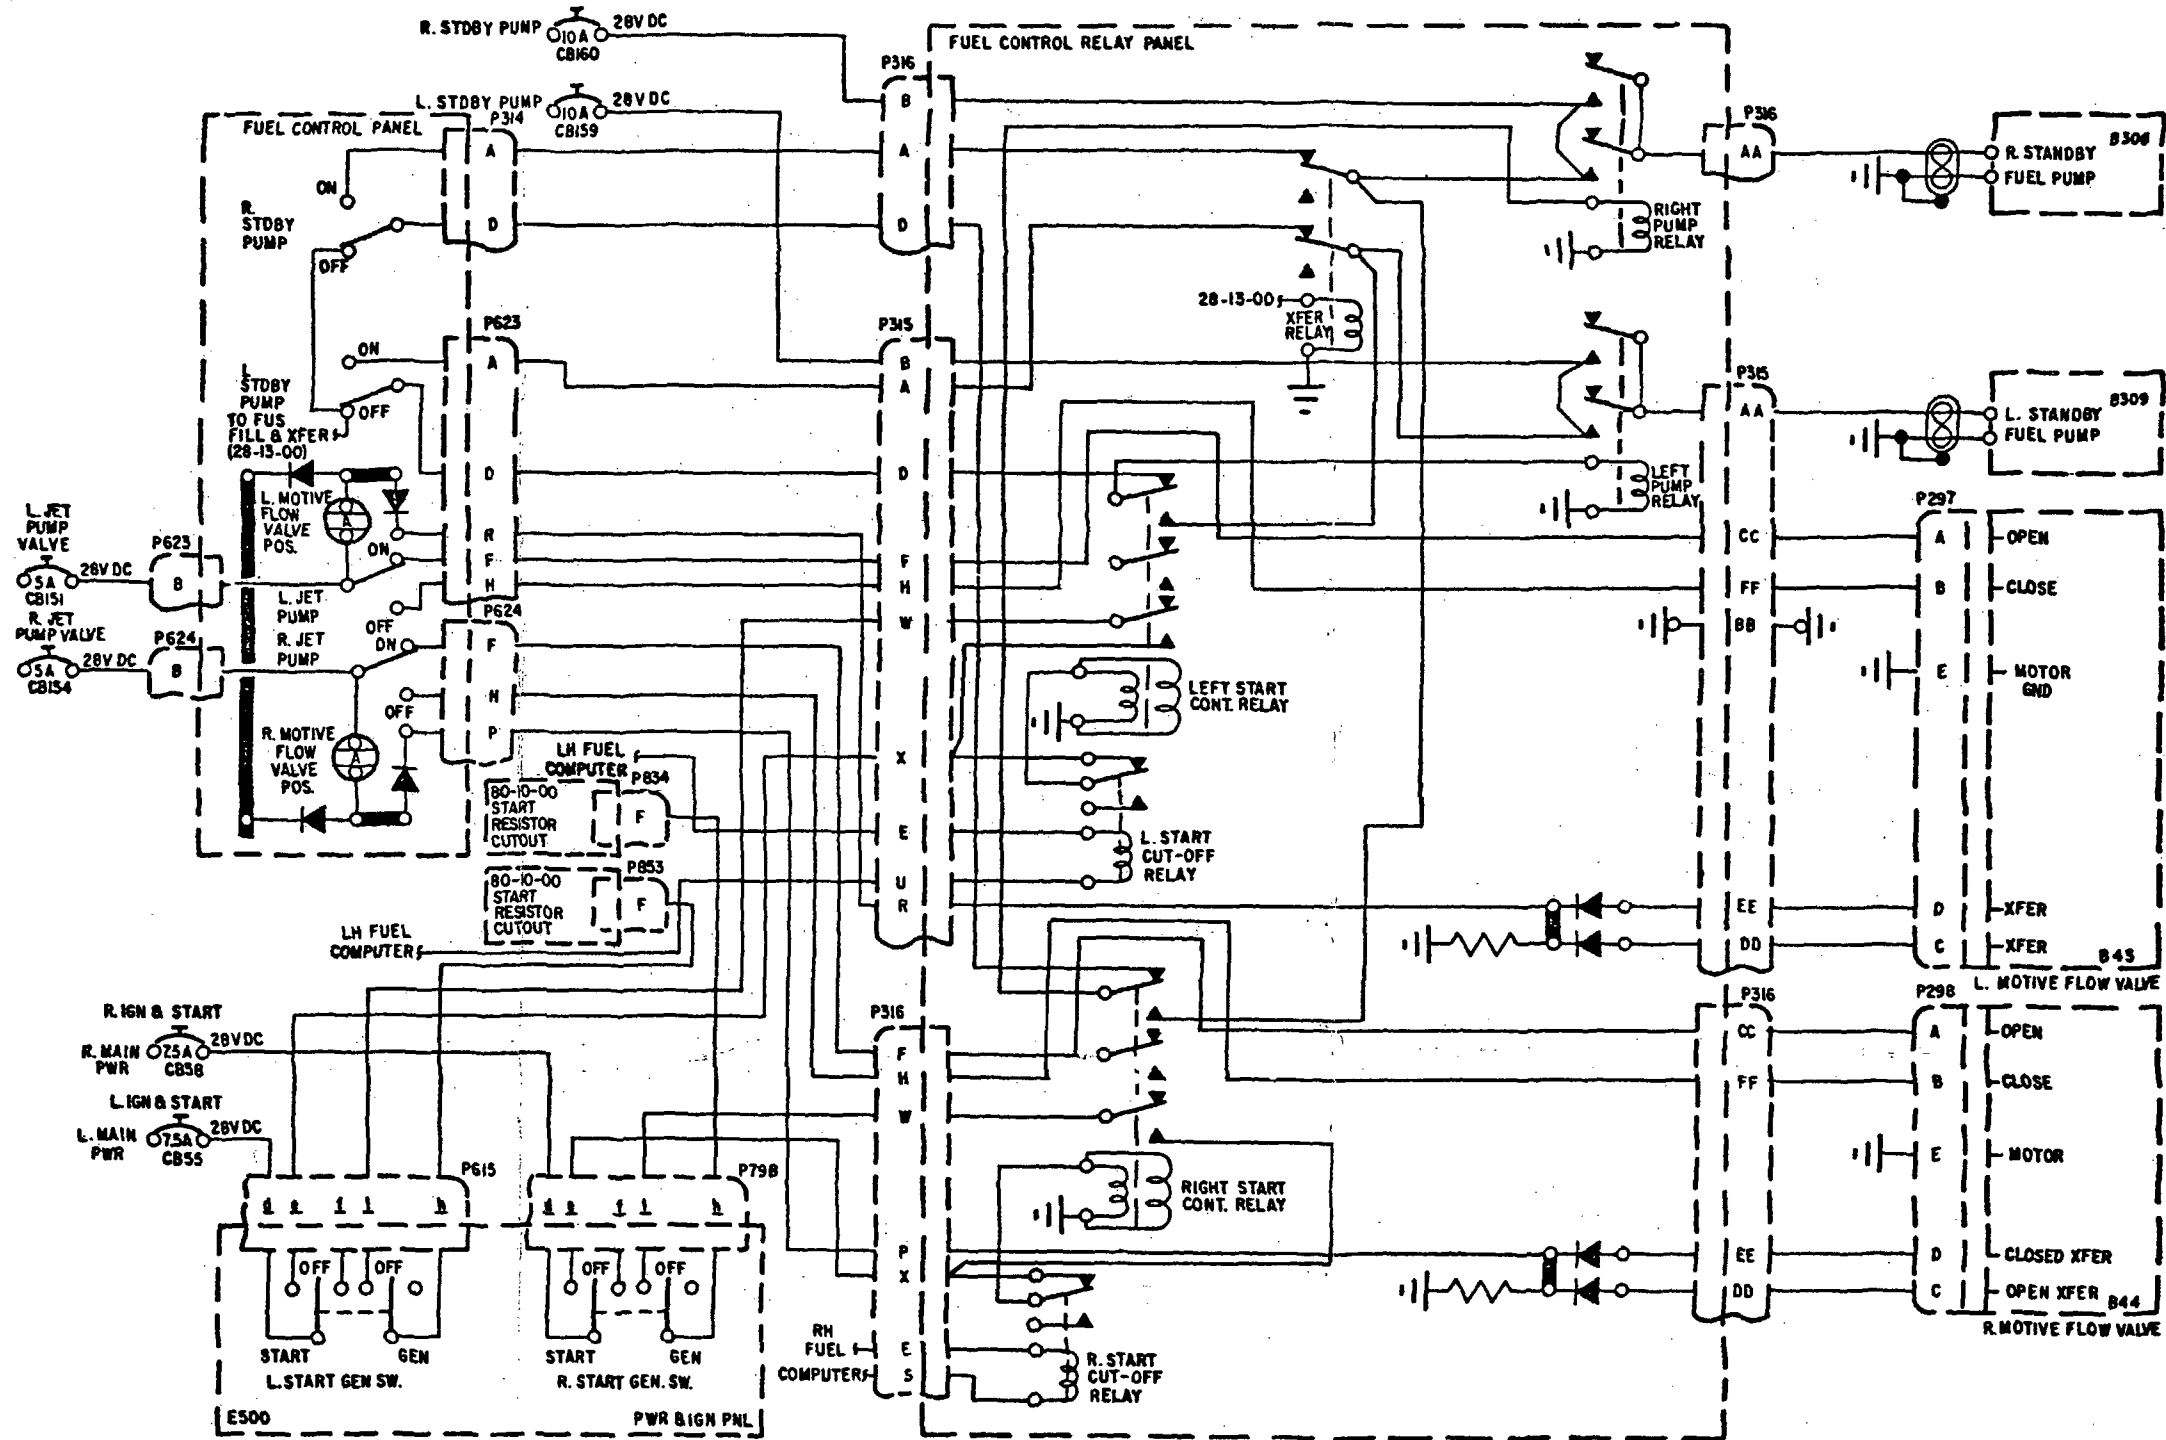 R. STDBY PUMP
10A
CB160
28V DC
FUEL CONTROL RELAY PANEL
P316
B
A
D
L. STDBY PUMP
10A
CB159
28V DC
P314
A
D
FUEL CONTROL PANEL
ON
R.
STDBY
PUMP
OFF
P623
A
D
R
F
H
ON
L
STDBY
PUMP
OFF
TO FUS
FILL & XFER
(28-13-00)
L. MOTIVE
FLOW
VALVE
POS.
A
ON
L. JET
PUMP
VALVE
5A
CB151
28V DC
P623
B
L. JET
PUMP
OFF
R. JET
PUMP VALVE
5A
CB154
28V DC
P624
B
R. JET
PUMP
ON
OFF
P624
F
H
P
R. MOTIVE
FLOW
VALVE
POS.
A
LH FUEL
COMPUTER
P834
80-10-00
START
RESISTOR
CUTOUT
F
P853
80-10-00
START
RESISTOR
CUTOUT
F
LH FUEL
COMPUTER
P315
B
A
D
F
H
W
X
E
U
R
28-13-00
XFER
RELAY
RIGHT
PUMP
RELAY
LEFT
PUMP
RELAY
LEFT START
CONT. RELAY
L. START
CUT-OFF
RELAY
P316
AA
R. STANDBY
FUEL PUMP
B308
P315
AA
CC
FF
BB
EE
DD
L. STANDBY
FUEL PUMP
B309
P297
A
OPEN
B
CLOSE
E
MOTOR
GND
D
XFER
C
XFER
B43
L. MOTIVE FLOW VALVE
R. IGN & START
R. MAIN
PWR
7.5A
CB58
28V DC
L. IGN & START
L. MAIN
PWR
7.5A
CB55
28V DC
P615
d e f i h
OFF
OFF
START
GEN
L. START GEN SW.
P798
d e f i h
OFF
OFF
START
GEN
R. START GEN. SW.
E500
PWR & IGN PNL
P316
F
H
W
P
X
E
S
RH
FUEL
COMPUTER
RIGHT START
CONT. RELAY
R. START
CUT-OFF
RELAY
P316
CC
FF
EE
DD
P298
A
OPEN
B
CLOSE
E
MOTOR
D
CLOSED XFER
C
OPEN XFER
B44
R. MOTIVE FLOW VALVE